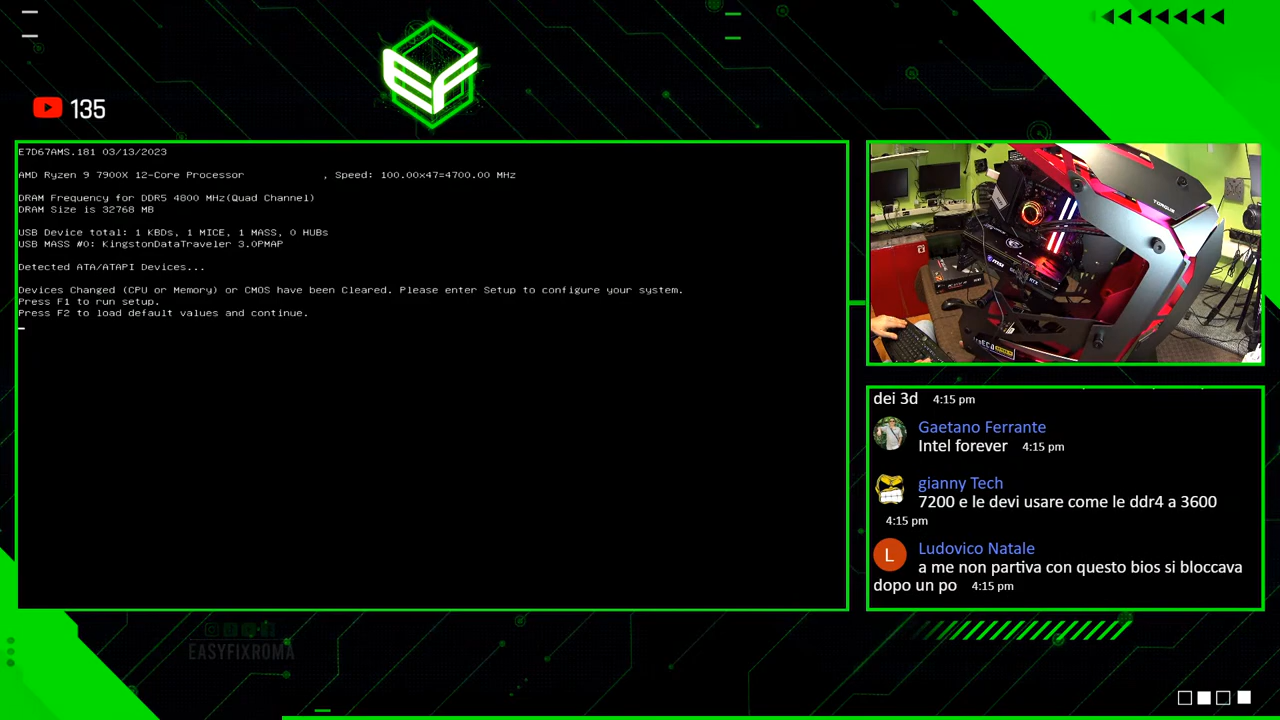 EF
135
E7D67AMS.181 03/13/2023
AMD Ryzen 9 7900X 12-Core Processor , Speed: 100.00x47=4700.00 MHz
DRAM Frequency for DDR5 4800 MHz(Quad Channel)
DRAM Size is 32768 MB
USB Device total: 1 KBDs, 1 MICE, 1 MASS, 0 HUBs
USB MASS #0: KingstonDataTraveler 3.0PMAP
Detected ATA/ATAPI Devices...
Devices Changed (CPU or Memory) or CMOS have been Cleared. Please enter Setup to configure your system.
Press F1 to run setup.
Press F2 to load default values and continue.
TORQUE
dei 3d 4:15 pm
Gaetano Ferrante
Intel forever 4:15 pm
gianny Tech
7200 e le devi usare come le ddr4 a 3600
4:15 pm
L
Ludovico Natale
a me non partiva con questo bios si bloccava
dopo un po 4:15 pm
EASYFIXROMA